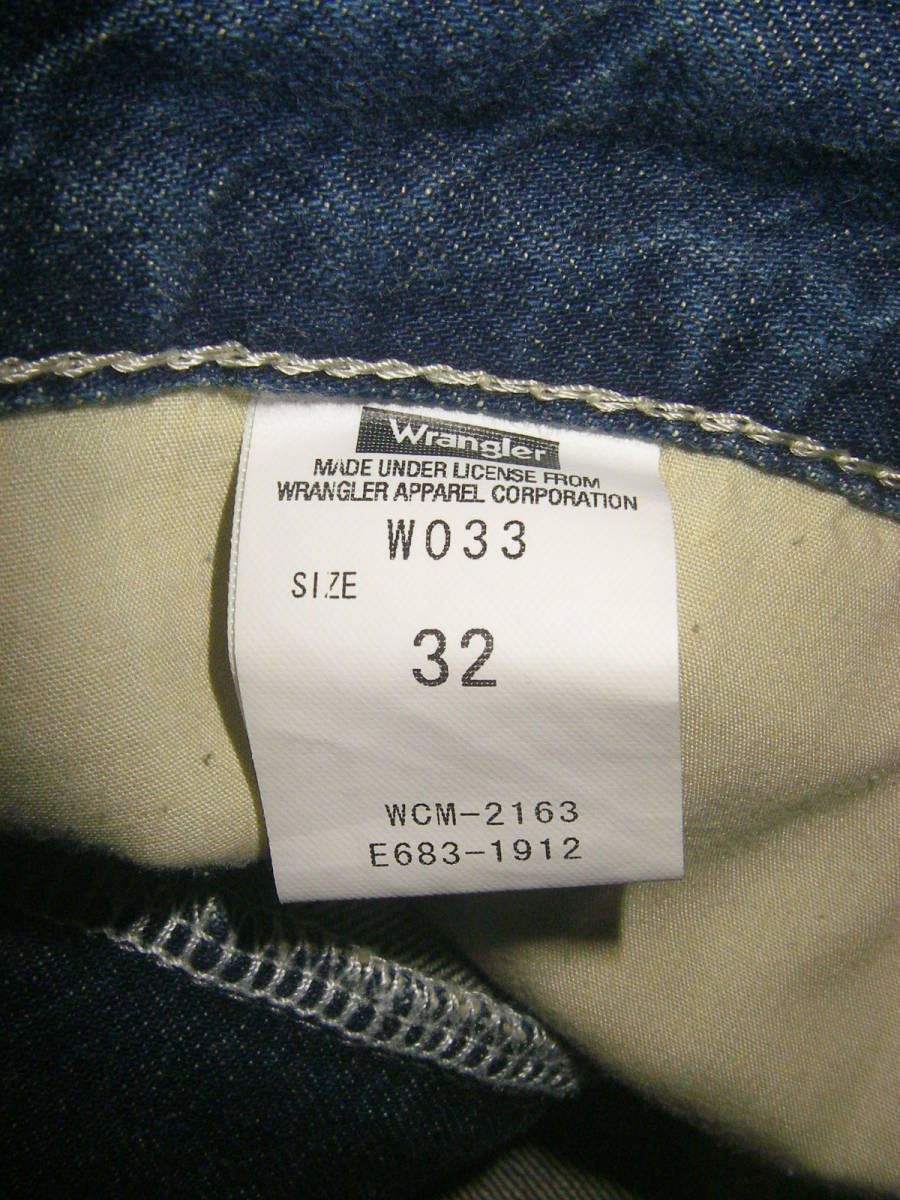 Wrangler
MADE UNDER LICENSE FROM
WRANGLER APPAREL CORPORATION
W033
SIZE
32
WCM-2163
E683-1912